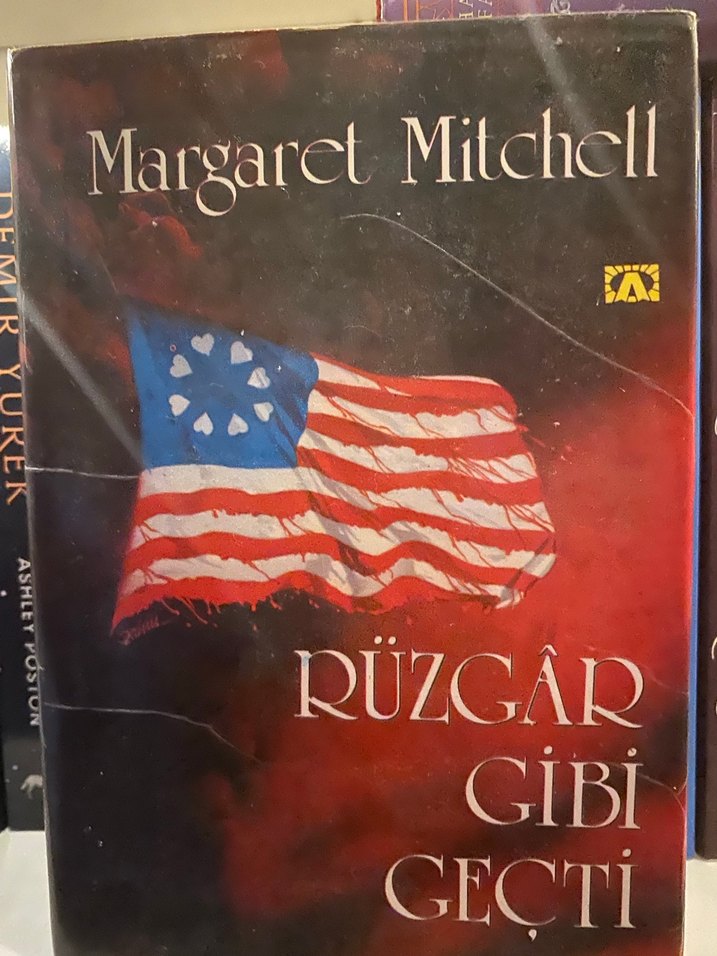 Margaret Mitchell
A
RÜZGÂR
GİBİ
GEÇTİ
DEMİR YÜREK
ASHLEY POSTON